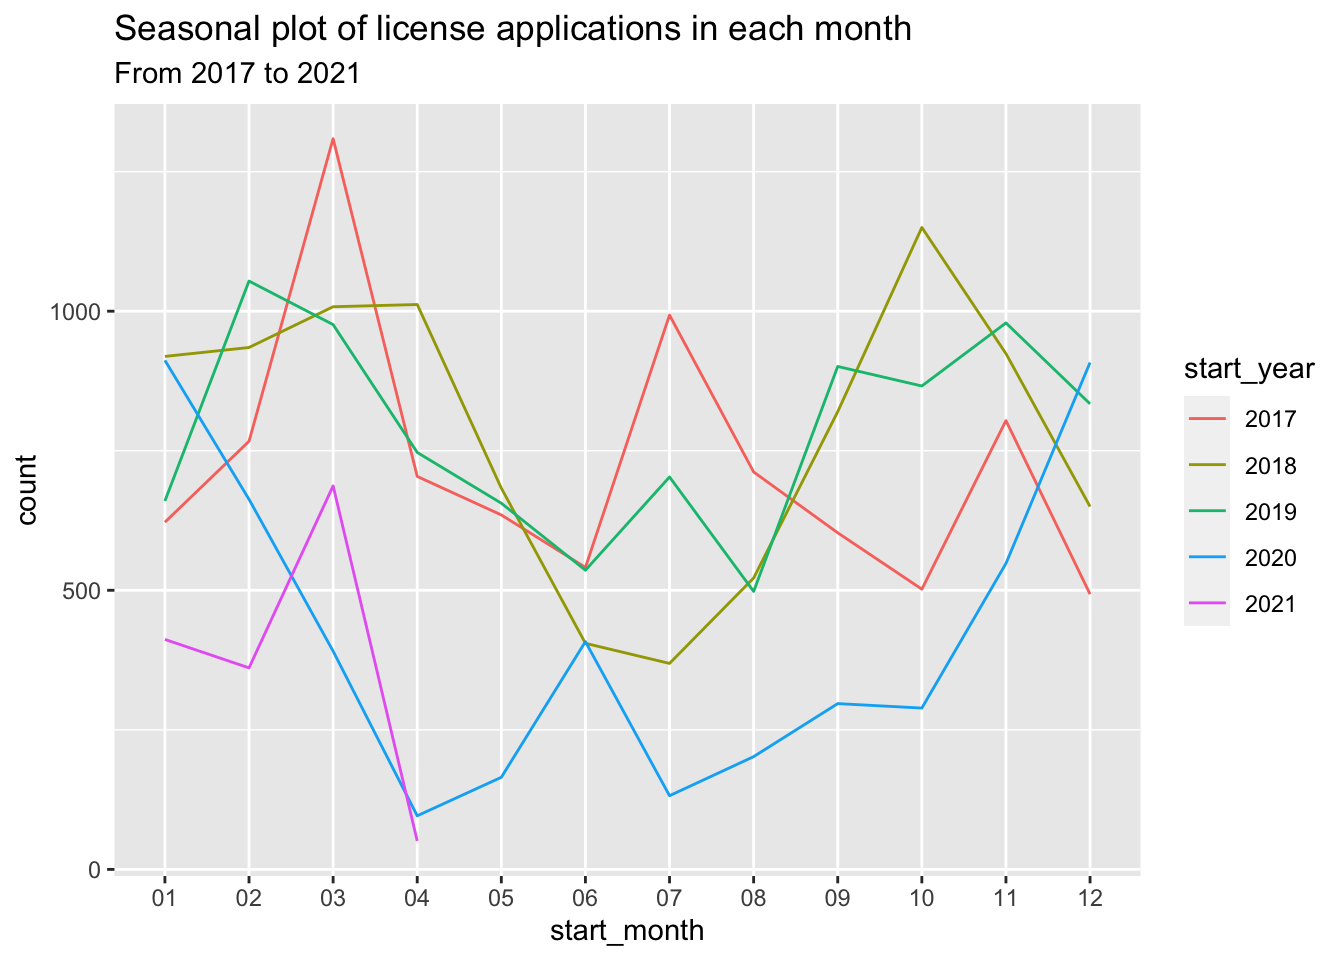 Seasonal plot of license applications in each month
From 2017 to 2021
count
1000
500
0
01 02 03 04 05 06 07 08 09 10 11 12
start_month
start_year
2017
2018
2019
2020
2021